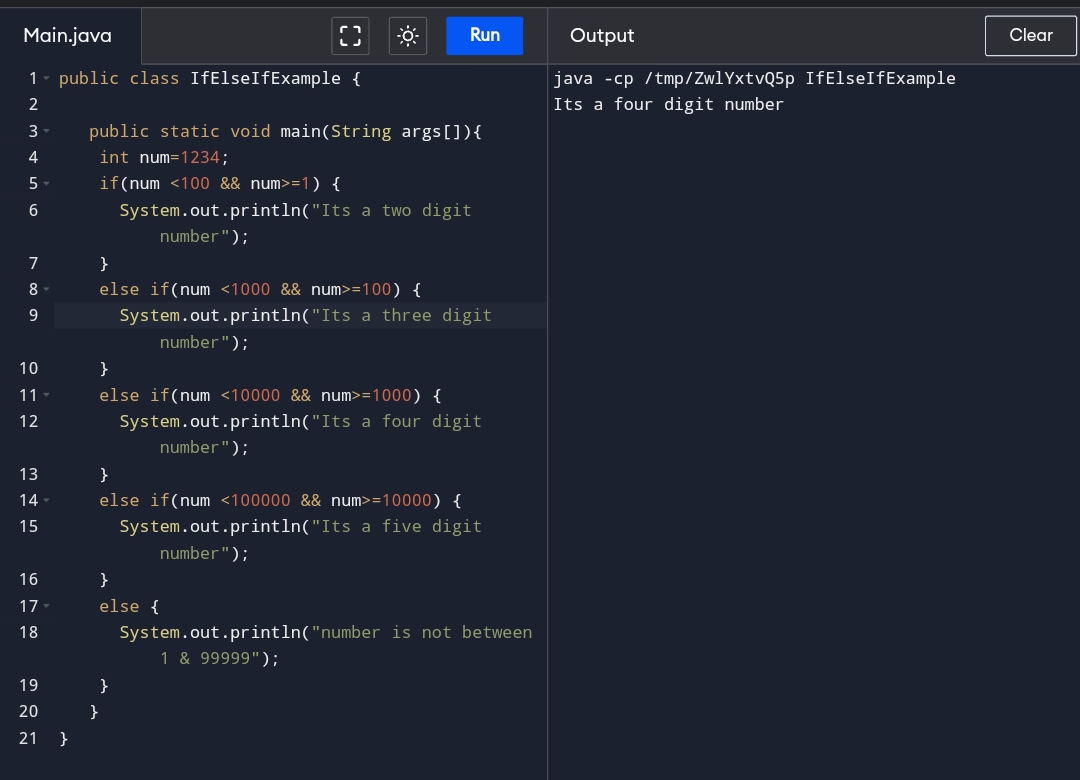 Main.java
Run
Output
Clear
1 public class IfElseIfExample {
2
3 public static void main(String args[]){
4 int num=1234;
5 if(num <100 && num>=1) {
6 System.out.println("Its a two digit
number");
7 }
8 else if(num <1000 && num>=100) {
9 System.out.println("Its a three digit
number");
10 }
11 else if(num <10000 && num>=1000) {
12 System.out.println("Its a four digit
number");
13 }
14 else if(num <100000 && num>=10000) {
15 System.out.println("Its a five digit
number");
16 }
17 else {
18 System.out.println("number is not between
1 & 99999");
19 }
20 }
21 }
java -cp /tmp/ZwlYxtvQ5p IfElseIfExample
Its a four digit number